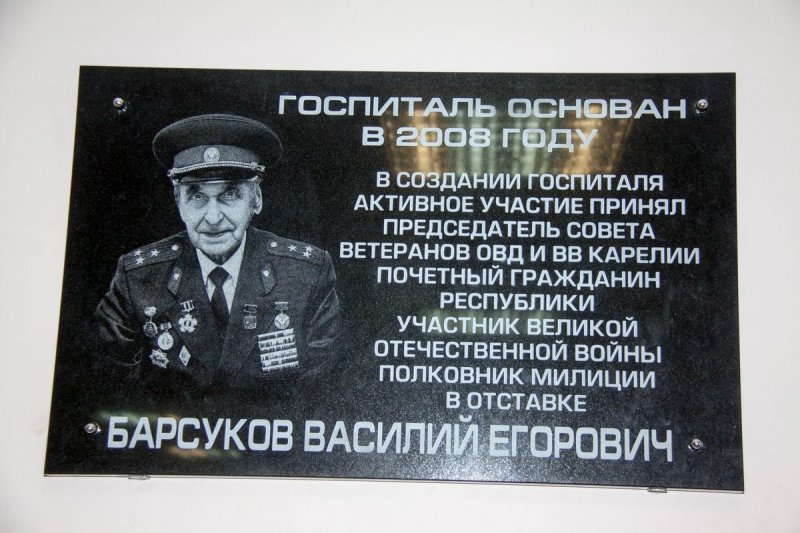 ГОСПИТАЛЬ ОСНОВАН
В 2008 ГОДУ
В СОЗДАНИИ ГОСПИТАЛЯ
АКТИВНОЕ УЧАСТИЕ ПРИНЯЛ
ПРЕДСЕДАТЕЛЬ СОВЕТА
ВЕТЕРАНОВ ОВД И ВВ КАРЕЛИИ
ПОЧЕТНЫЙ ГРАЖДАНИН
РЕСПУБЛИКИ
УЧАСТНИК ВЕЛИКОЙ
ОТЕЧЕСТВЕННОЙ ВОЙНЫ
ПОЛКОВНИК МИЛИЦИИ
В ОТСТАВКЕ
БАРСУКОВ ВАСИЛИЙ ЕГОРОВИЧ